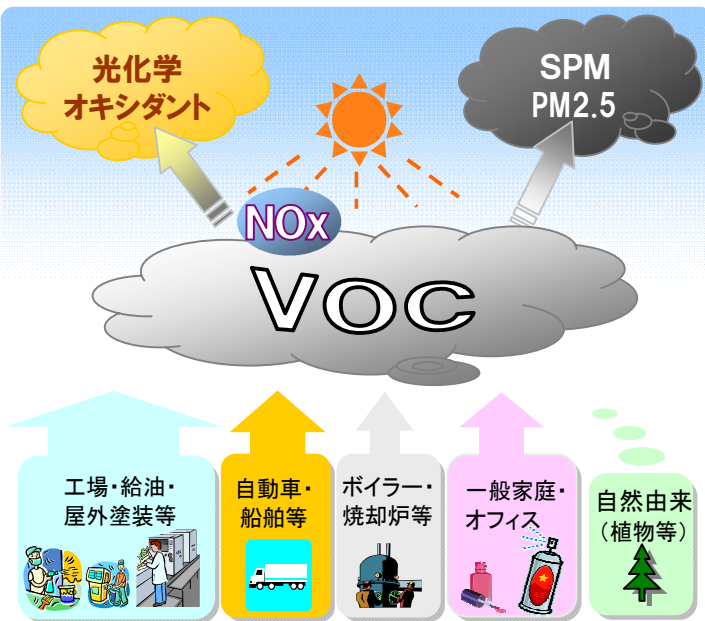 光化学
オキシダント
SPM
PM2.5
NOx
VOC
工場・給油・
屋外塗装等
自動車・
船舶等
ボイラー・
焼却炉等
一般家庭・
オフィス
自然由来
（植物等）